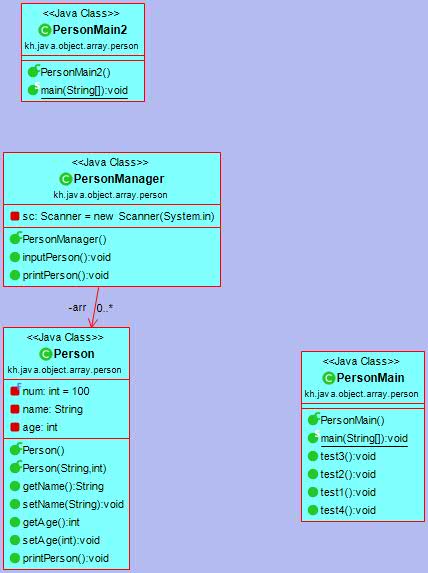 <<Java Class>>
PersonMain2
kh.java.object.array.person
PersonMain2()
main(String[]):void
<<Java Class>>
PersonManager
kh.java.object.array.person
sc: Scanner = new Scanner(System.in)
PersonManager()
inputPerson():void
printPerson():void
-arr 0..*
<<Java Class>>
Person
kh.java.object.array.person
num: int = 100
name: String
age: int
Person()
Person(String,int)
getName():String
setName(String):void
getAge():int
setAge(int):void
printPerson():void
<<Java Class>>
PersonMain
kh.java.object.array.person
PersonMain()
main(String[]):void
test3():void
test2():void
test1():void
test4():void